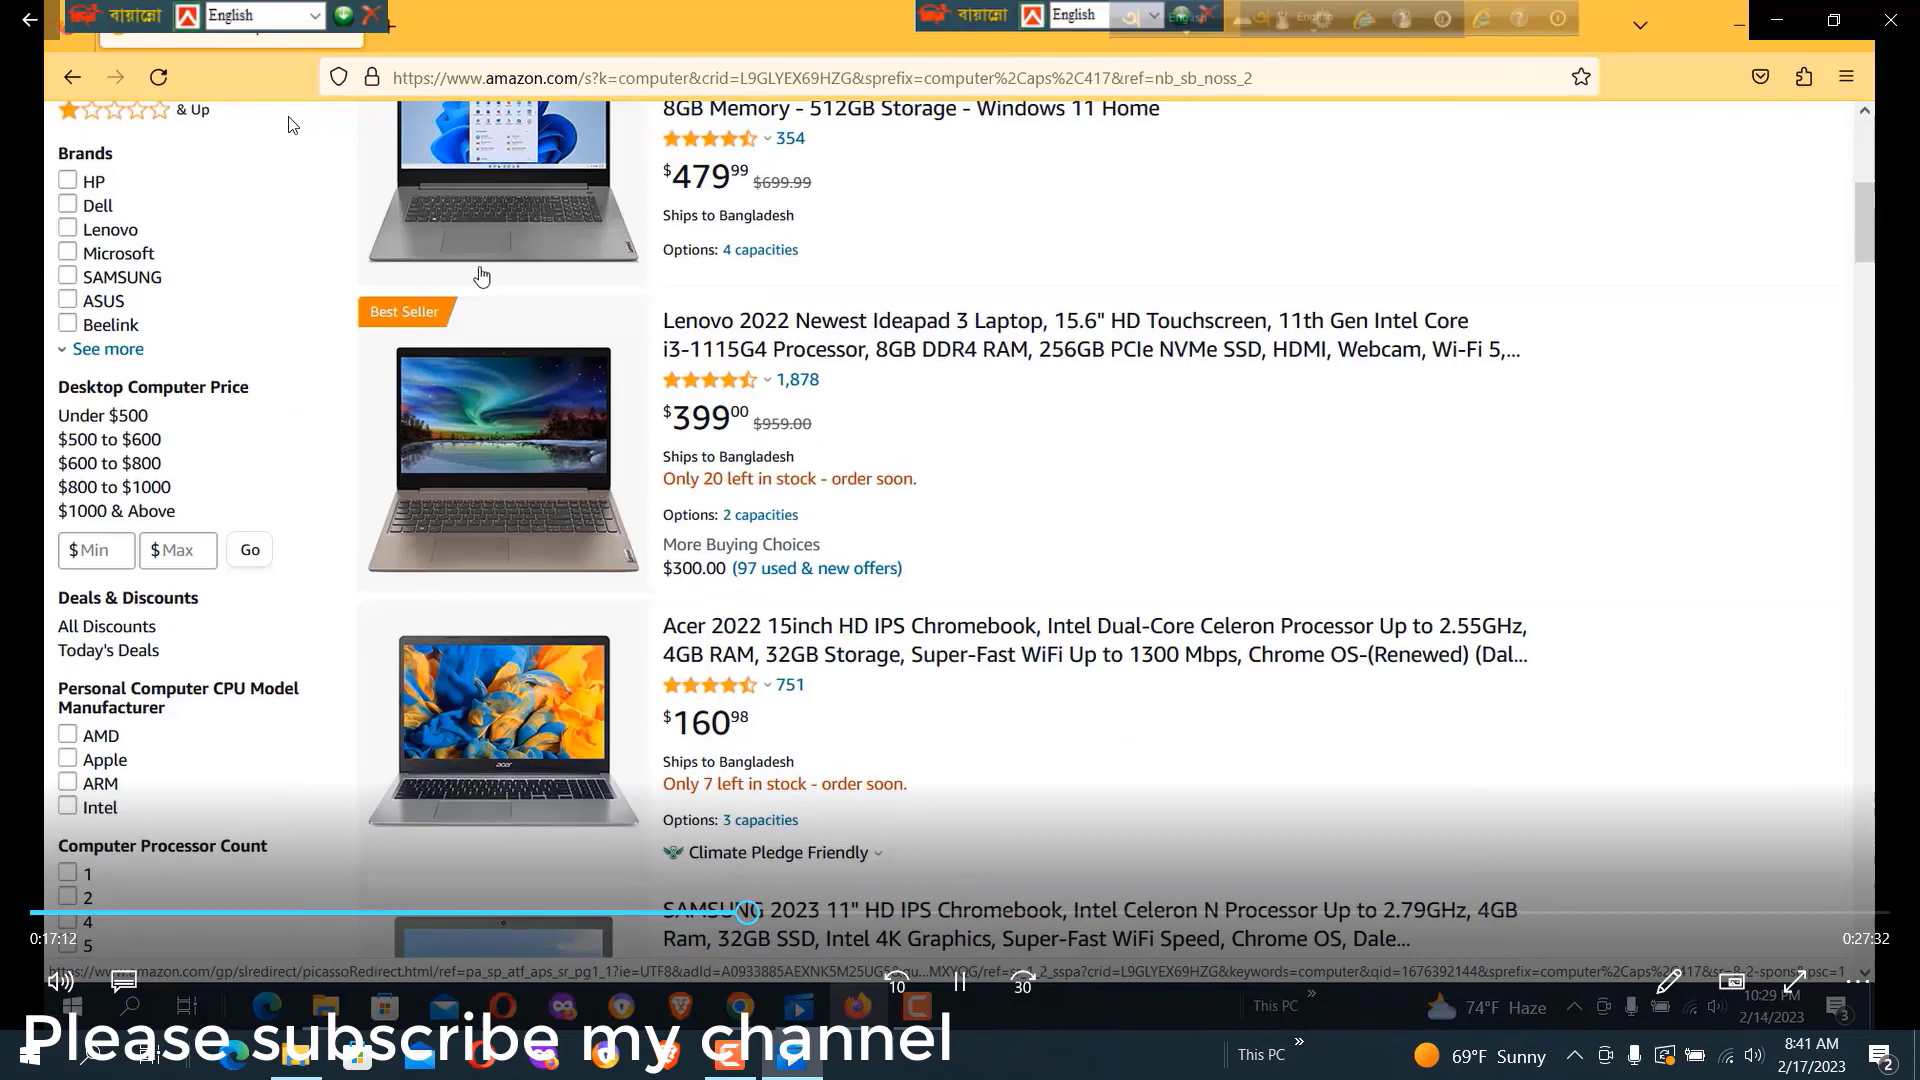 বায়ান্নো English
বায়ান্নো English
https://www.amazon.com/s?k=computer&crid=L9GLYEX69HZG&sprefix=computer%2Caps%2C417&ref=nb_sb_noss_2
& Up
Brands
HP
Dell
Lenovo
Microsoft
SAMSUNG
ASUS
Beelink
See more
Desktop Computer Price
Under $500
$500 to $600
$600 to $800
$800 to $1000
$1000 & Above
$ Min $ Max Go
Deals & Discounts
All Discounts
Today's Deals
Personal Computer CPU Model
Manufacturer
AMD
Apple
ARM
Intel
Computer Processor Count
1
2
4
5
8GB Memory - 512GB Storage - Windows 11 Home
354
$479 99 $699.99
Ships to Bangladesh
Options: 4 capacities
Best Seller
Lenovo 2022 Newest Ideapad 3 Laptop, 15.6" HD Touchscreen, 11th Gen Intel Core
i3-1115G4 Processor, 8GB DDR4 RAM, 256GB PCIe NVMe SSD, HDMI, Webcam, Wi-Fi 5,...
1,878
$399 00 $959.00
Ships to Bangladesh
Only 20 left in stock - order soon.
Options: 2 capacities
More Buying Choices
$300.00 (97 used & new offers)
acer
Acer 2022 15inch HD IPS Chromebook, Intel Dual-Core Celeron Processor Up to 2.55GHz,
4GB RAM, 32GB Storage, Super-Fast WiFi Up to 1300 Mbps, Chrome OS-(Renewed) (Dal...
751
$160 98
Ships to Bangladesh
Only 7 left in stock - order soon.
Options: 3 capacities
Climate Pledge Friendly
SAMSUNG 2023 11" HD IPS Chromebook, Intel Celeron N Processor Up to 2.79GHz, 4GB
Ram, 32GB SSD, Intel 4K Graphics, Super-Fast WiFi Speed, Chrome OS, Dale...
0:17:12 0:27:32
10 30
This PC 74°F Haze 10:29 PM
2/14/2023
3
Please subscribe my channel
This PC 69°F Sunny 8:41 AM
2/17/2023
2